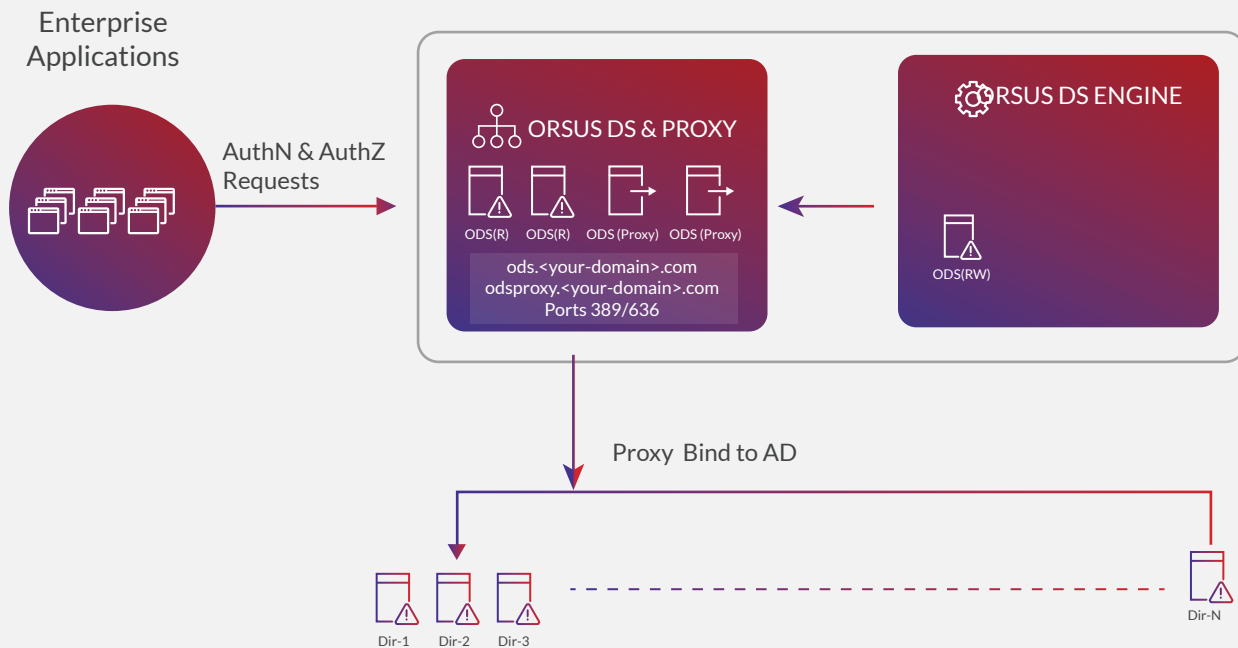 Enterprise
Applications
AuthN & AuthZ
Requests
ORSUS DS & PROXY
ODS(R)
ODS(R)
ODS (Proxy)
ODS (Proxy)
ods.<your-domain>.com
odsproxy.<your-domain>.com
Ports 389/636
ORSUS DS ENGINE
ODS(RW)
Proxy Bind to AD
Dir-1
Dir-2
Dir-3
Dir-N